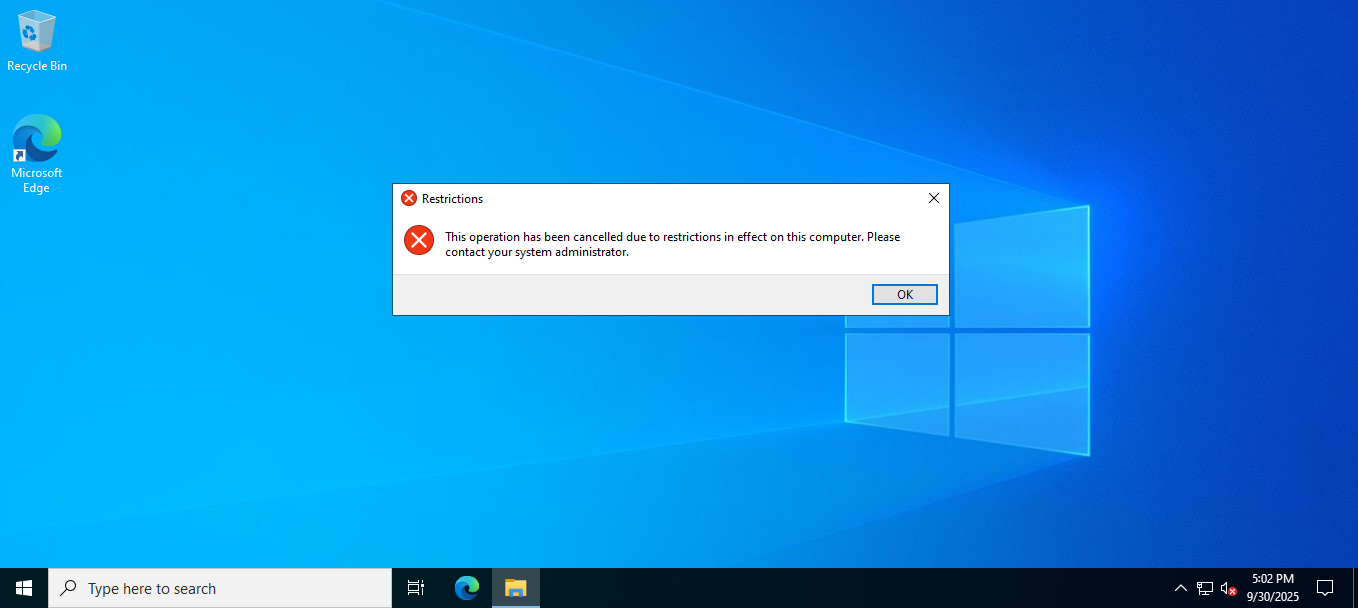 Recycle Bin
Microsoft
Edge
Restrictions
This operation has been cancelled due to restrictions in effect on this computer. Please
contact your system administrator.
OK
Type here to search
5:02 PM
9/30/2025